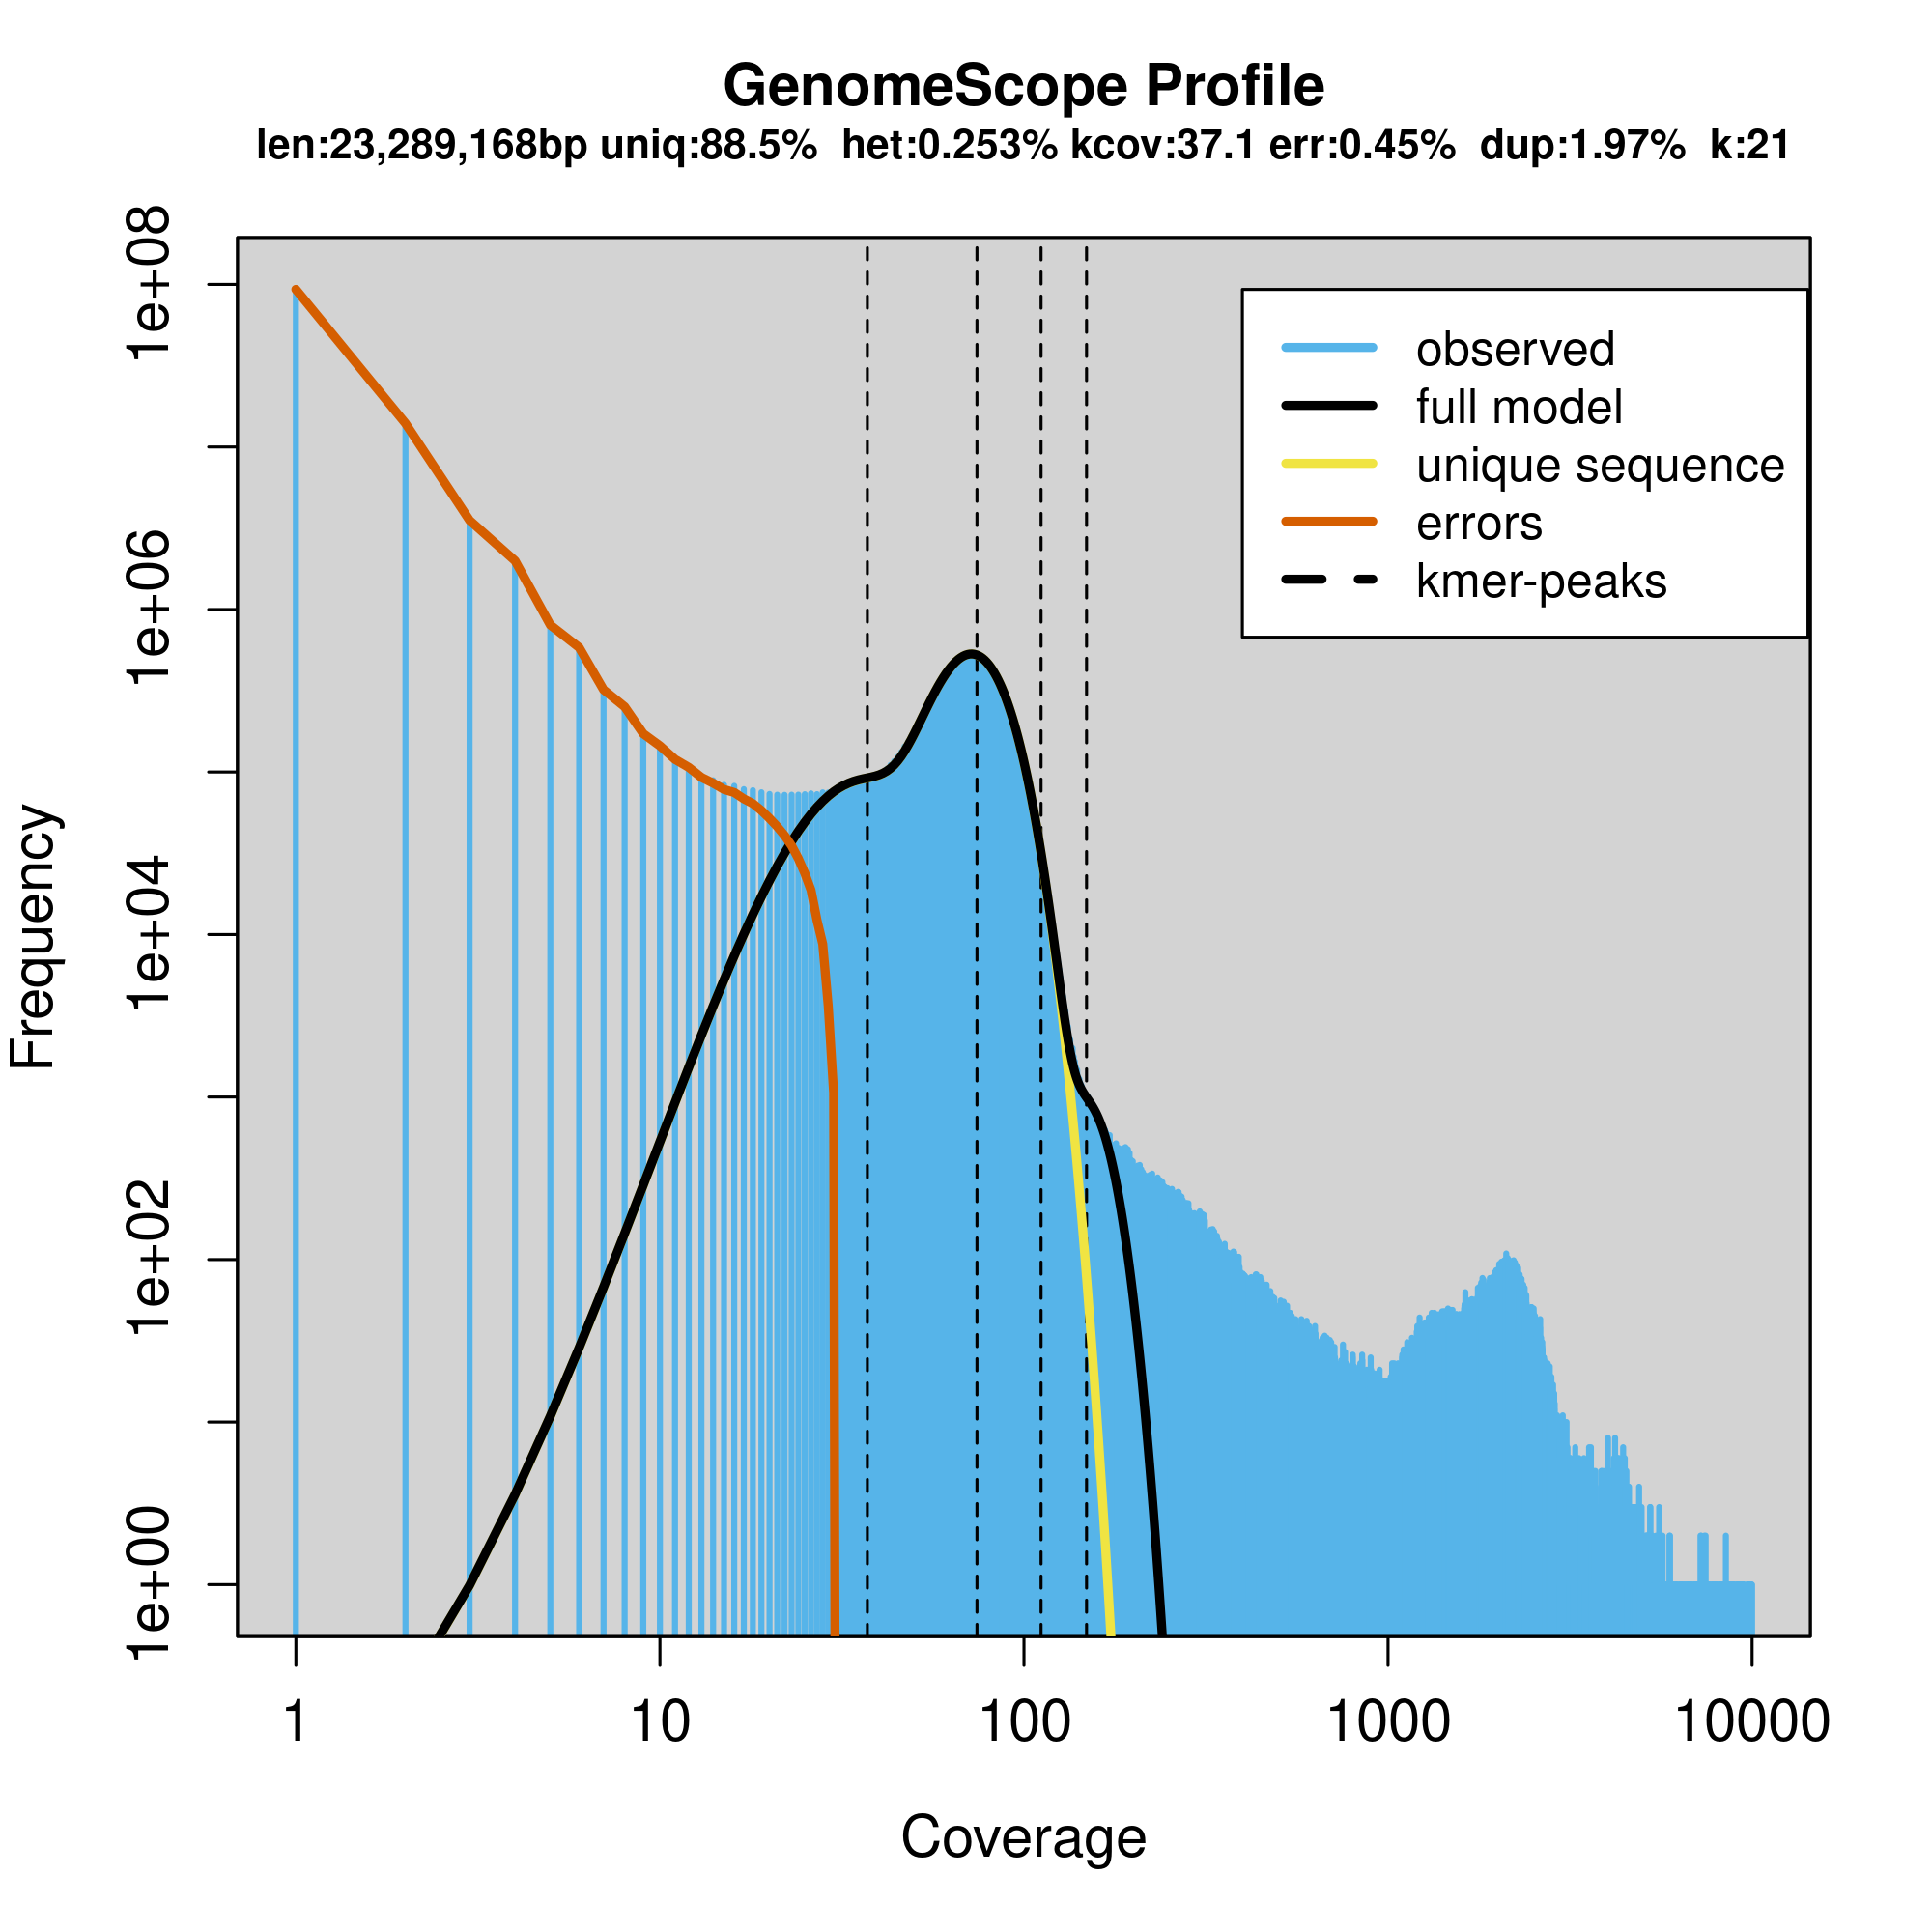 GenomeScope Profile
len:23,289,168bp uniq:88.5% het:0.253% kcov:37.1 err:0.45% dup:1.97% k:21
1e+08
1e+06
1e+04
1e+02
1e+00
Frequency
observed
full model
unique sequence
errors
kmer-peaks
1 10 100 1000 10000
Coverage